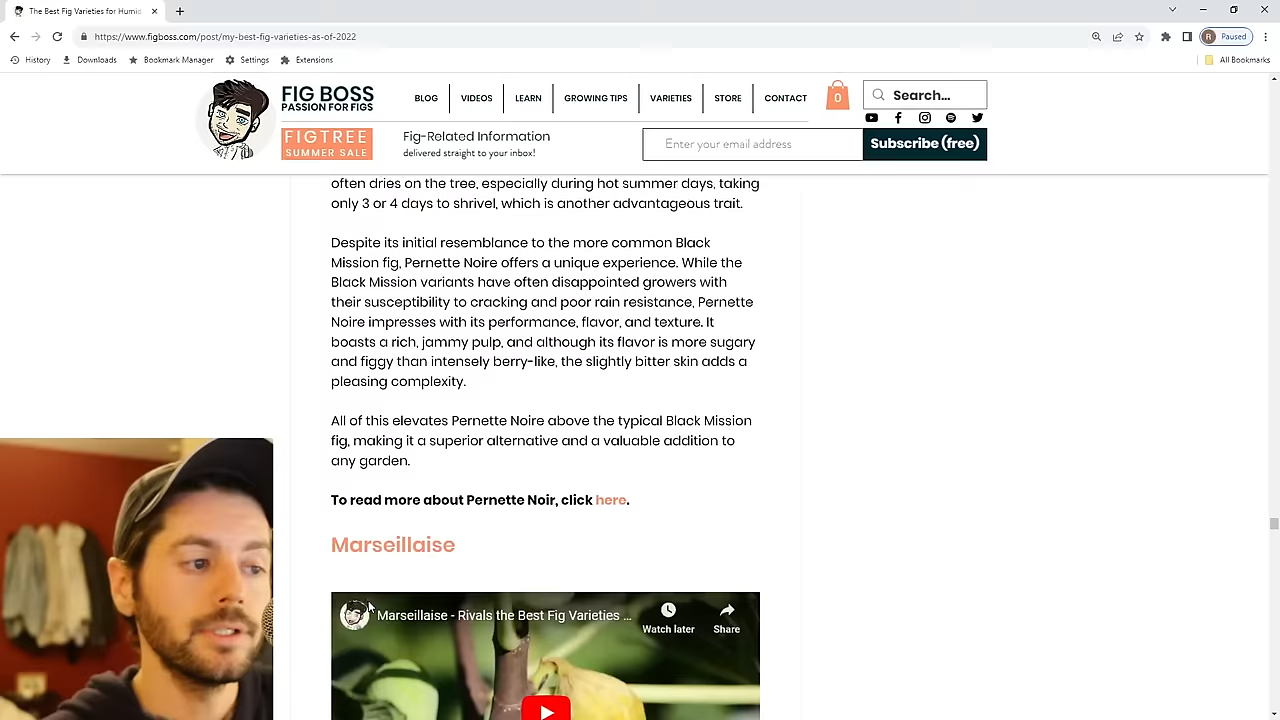 The Best Fig Varieties for Humid
https://www.figboss.com/post/my-best-fig-varieties-as-of-2022
R Paused
History Downloads Bookmark Manager Settings Extensions All Bookmarks
FIG BOSS
PASSION FOR FIGS
BLOG VIDEOS LEARN GROWING TIPS VARIETIES STORE CONTACT
0
Search...
FIGTREE
SUMMER SALE
Fig-Related Information
delivered straight to your inbox!
Enter your email address
Subscribe (free)
often dries on the tree, especially during hot summer days, taking
only 3 or 4 days to shrivel, which is another advantageous trait.
Despite its initial resemblance to the more common Black
Mission fig, Pernette Noire offers a unique experience. While the
Black Mission variants have often disappointed growers with
their susceptibility to cracking and poor rain resistance, Pernette
Noire impresses with its performance, flavor, and texture. It
boasts a rich, jammy pulp, and although its flavor is more sugary
and figgy than intensely berry-like, the slightly bitter skin adds a
pleasing complexity.
All of this elevates Pernette Noire above the typical Black Mission
fig, making it a superior alternative and a valuable addition to
any garden.
To read more about Pernette Noir, click here.
Marseillaise
Marseillaise - Rivals the Best Fig Varieties ...
Watch later
Share